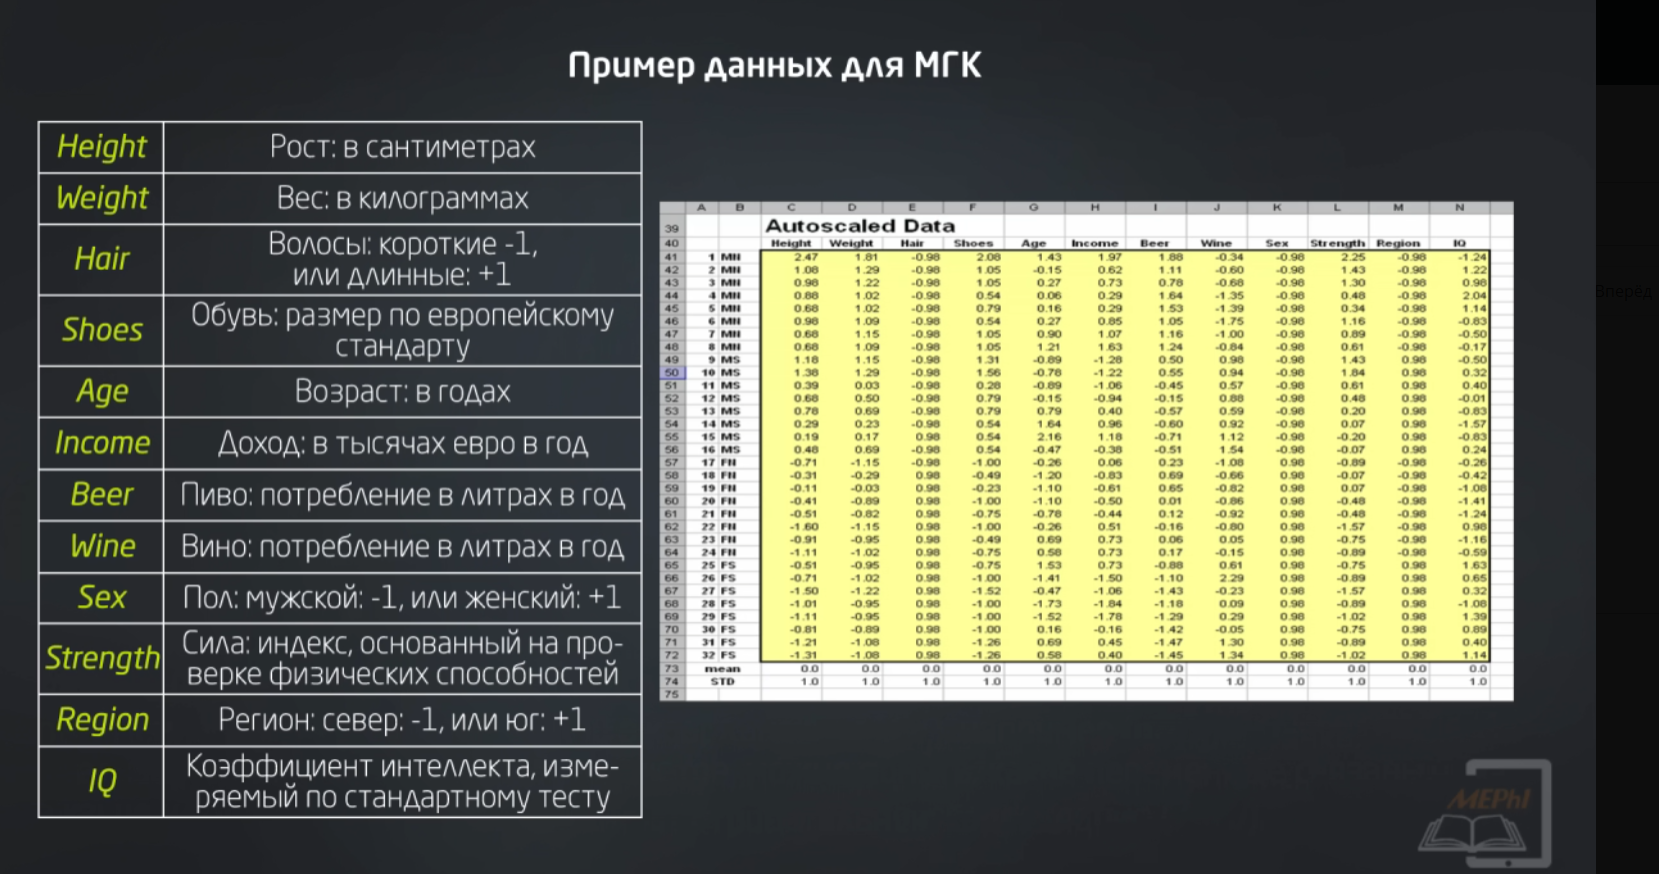 Пример данных для МГК
Height Рост: в сантиметрах
Weight Вес: в килограммах
Hair Волосы: короткие -1,
или длинные: +1
Shoes Обувь: размер по европейскому
стандарту
Age Возраст: в годах
Income Доход: в тысячах евро в год
Beer Пиво: потребление в литрах в год
Wine Вино: потребление в литрах в год
Sex Пол: мужской: -1, или женский: +1
Strength Сила: индекс, основанный на про-
верке физических способностей
Region Регион: север: -1, или юг: +1
IQ Коэффициент интеллекта, изме-
ряемый по стандартному тесту
A B C D E F G H I J K L M N
39 Autoscaled Data
40 Height Weight Hair Shoes Age Income Beer Wine Sex Strength Region IQ
41 1 MN 2.47 1.81 -0.98 2.08 1.43 1.97 1.88 -0.34 -0.98 2.25 -0.98 -1.24
42 2 MN 1.08 1.29 -0.98 1.05 -0.15 0.62 1.11 -0.60 -0.98 1.43 -0.98 1.22
43 3 MN 0.98 1.22 -0.98 1.05 0.27 0.73 0.78 -0.68 -0.98 1.30 -0.98 0.98
44 4 MN 0.88 1.02 -0.98 0.54 0.06 0.29 1.64 -1.35 -0.98 0.48 -0.98 2.04
45 5 MN 0.68 1.02 -0.98 0.79 0.16 0.29 1.53 -1.39 -0.98 0.34 -0.98 1.14
46 6 MN 0.98 1.09 -0.98 0.54 0.27 0.85 1.05 -1.75 -0.98 1.16 -0.98 -0.83
47 7 MN 0.68 1.15 -0.98 1.05 0.90 1.07 1.16 -1.00 -0.98 0.89 -0.98 -0.50
48 8 MN 0.68 1.09 -0.98 1.05 1.21 1.63 1.24 -0.84 -0.98 0.61 -0.98 -0.17
49 9 MS 1.18 1.15 -0.98 1.31 -0.89 -1.28 0.50 0.98 -0.98 1.43 0.98 -0.50
50 10 MS 1.38 1.29 -0.98 1.56 -0.78 -1.22 0.55 0.94 -0.98 1.84 0.98 0.32
51 11 MS 0.39 0.03 -0.98 0.28 -0.89 -1.06 -0.45 0.57 -0.98 0.61 0.98 0.40
52 12 MS 0.68 0.50 -0.98 0.79 -0.15 -0.94 -0.15 0.88 -0.98 0.48 0.98 -0.01
53 13 MS 0.78 0.69 -0.98 0.79 0.79 0.40 -0.57 0.59 -0.98 0.20 0.98 -0.83
54 14 MS 0.29 0.23 -0.98 0.54 1.64 0.96 -0.60 0.92 -0.98 0.07 0.98 -1.57
55 15 MS 0.19 0.17 0.98 0.54 2.16 1.18 -0.71 1.12 -0.98 -0.20 0.98 -0.83
56 16 MS 0.48 0.69 -0.98 0.54 -0.47 -0.38 -0.51 1.54 -0.98 -0.07 0.98 0.24
57 17 FN -0.71 -1.15 -0.98 -1.00 -0.26 0.06 0.23 -1.08 0.98 -0.89 -0.98 -0.26
58 18 FN -0.31 -0.29 0.98 -0.49 -1.20 -0.83 0.69 -0.66 0.98 -0.07 -0.98 -0.42
59 19 FN -0.11 -0.03 0.98 -0.23 -1.10 -0.61 0.65 -0.82 0.98 0.07 -0.98 -1.08
60 20 FN -0.41 -0.89 0.98 -1.00 -1.10 -0.50 0.01 -0.86 0.98 -0.48 -0.98 -1.41
61 21 FN -0.51 -0.82 0.98 -0.75 -0.78 -0.44 0.12 -0.92 0.98 -0.48 -0.98 -1.24
62 22 FN -1.60 -1.15 0.98 -1.00 -0.26 0.51 -0.16 -0.80 0.98 -1.57 -0.98 0.98
63 23 FN -0.91 -0.95 0.98 -0.49 0.69 0.73 0.06 0.05 0.98 -0.75 -0.98 -1.16
64 24 FN -1.11 -1.02 0.98 -0.75 0.58 0.73 0.17 -0.15 0.98 -0.89 -0.98 -0.59
65 25 FS -0.51 -0.95 0.98 -0.75 1.53 0.73 -0.88 0.61 0.98 -0.75 0.98 1.63
66 26 FS -0.71 -1.02 0.98 -1.00 -1.41 -1.50 -1.10 2.29 0.98 -0.89 0.98 0.65
67 27 FS -1.50 -1.22 0.98 -1.52 -0.47 -1.06 -1.43 -0.23 0.98 -1.57 0.98 0.32
68 28 FS -1.01 -0.95 0.98 -1.00 -1.73 -1.84 -1.18 0.09 0.98 -0.89 0.98 -1.08
69 29 FS -1.11 -0.95 0.98 -1.00 -1.52 -1.78 -1.29 0.29 0.98 -1.02 0.98 1.39
70 30 FS -0.81 -0.89 0.98 -1.00 0.16 -0.16 -1.42 -0.05 0.98 -0.75 0.98 0.89
71 31 FS -1.21 -1.08 0.98 -1.26 0.69 0.45 -1.47 1.30 0.98 -0.89 0.98 0.40
72 32 FS -1.31 -1.08 0.98 -1.26 0.58 0.40 -1.45 1.34 0.98 -1.02 0.98 1.14
73 mean 0.0 0.0 0.0 0.0 0.0 0.0 0.0 0.0 0.0 0.0 0.0 0.0
74 STD 1.0 1.0 1.0 1.0 1.0 1.0 1.0 1.0 1.0 1.0 1.0 1.0
75
Вперёд
MEPhI